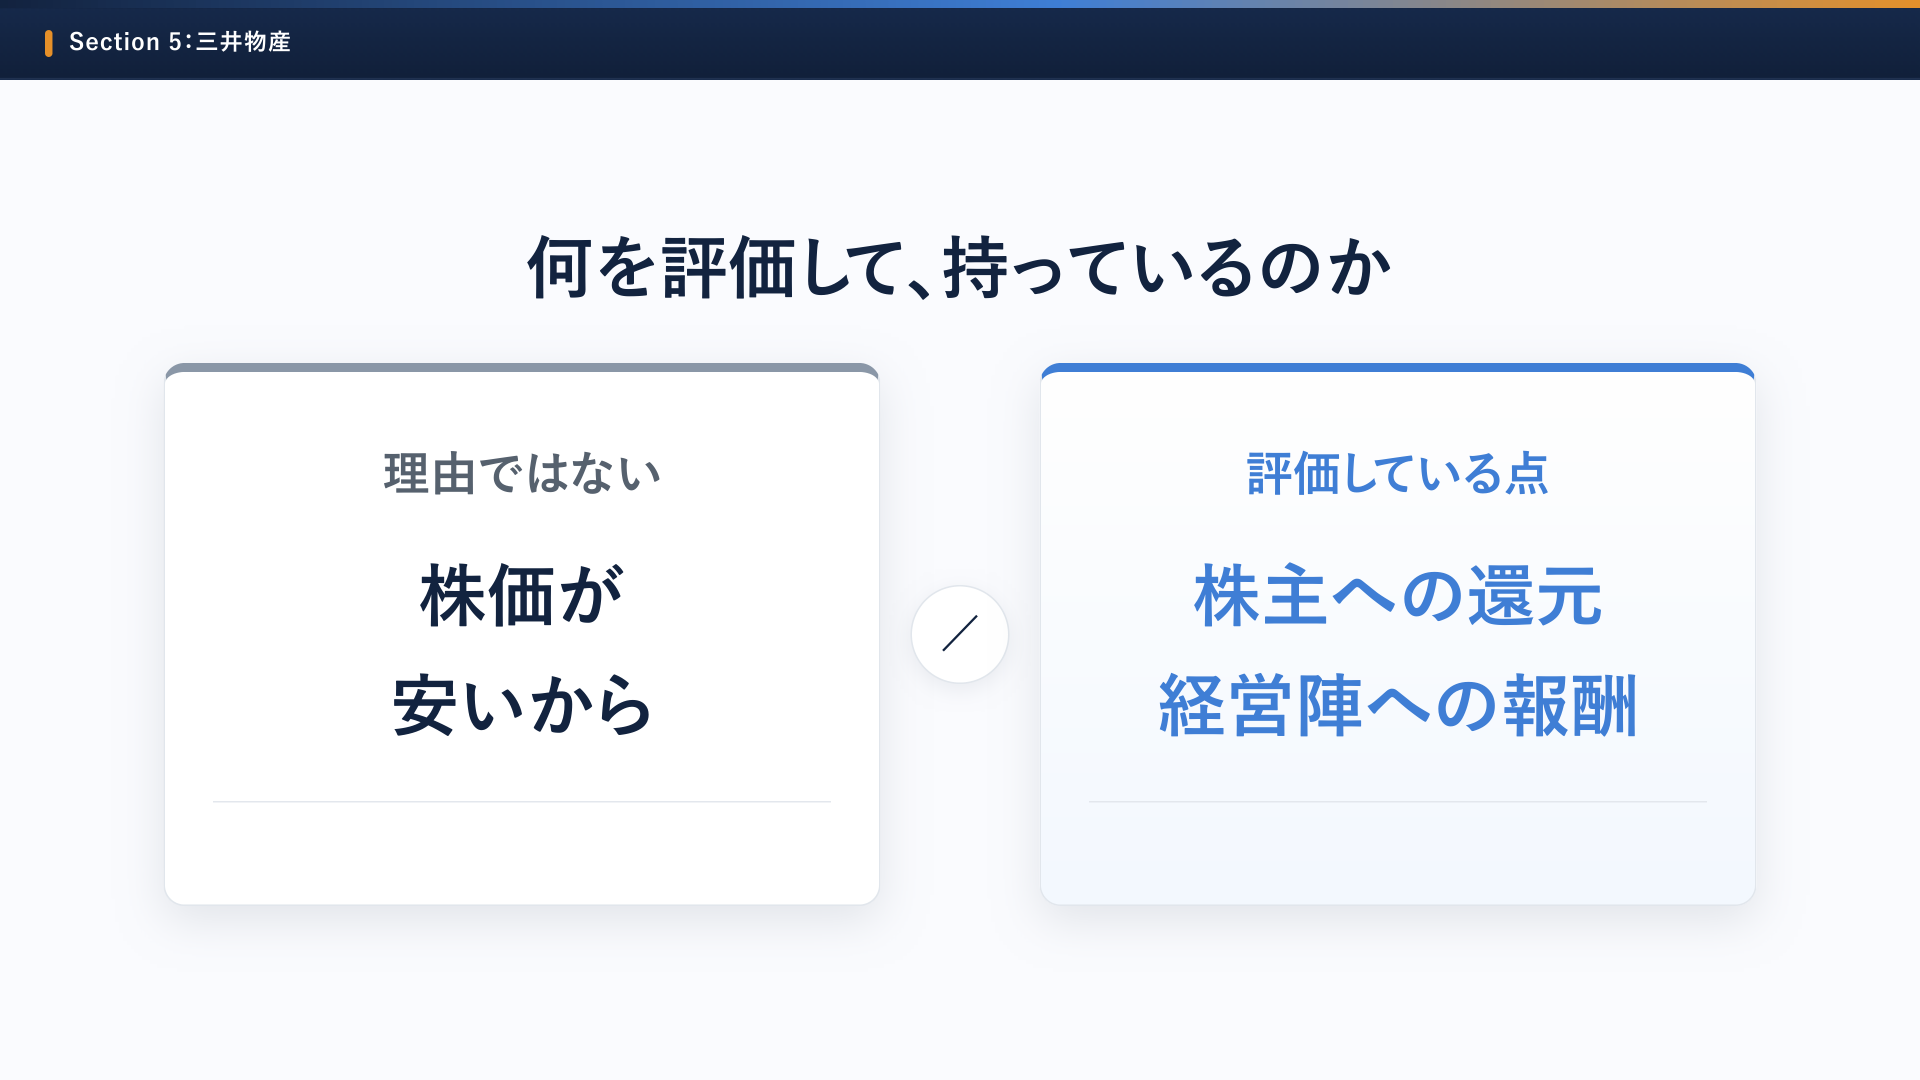 Section 5：三井物産
何を評価して、持っているのか
理由ではない
株価が
安いから
／
評価している点
株主への還元
経営陣への報酬